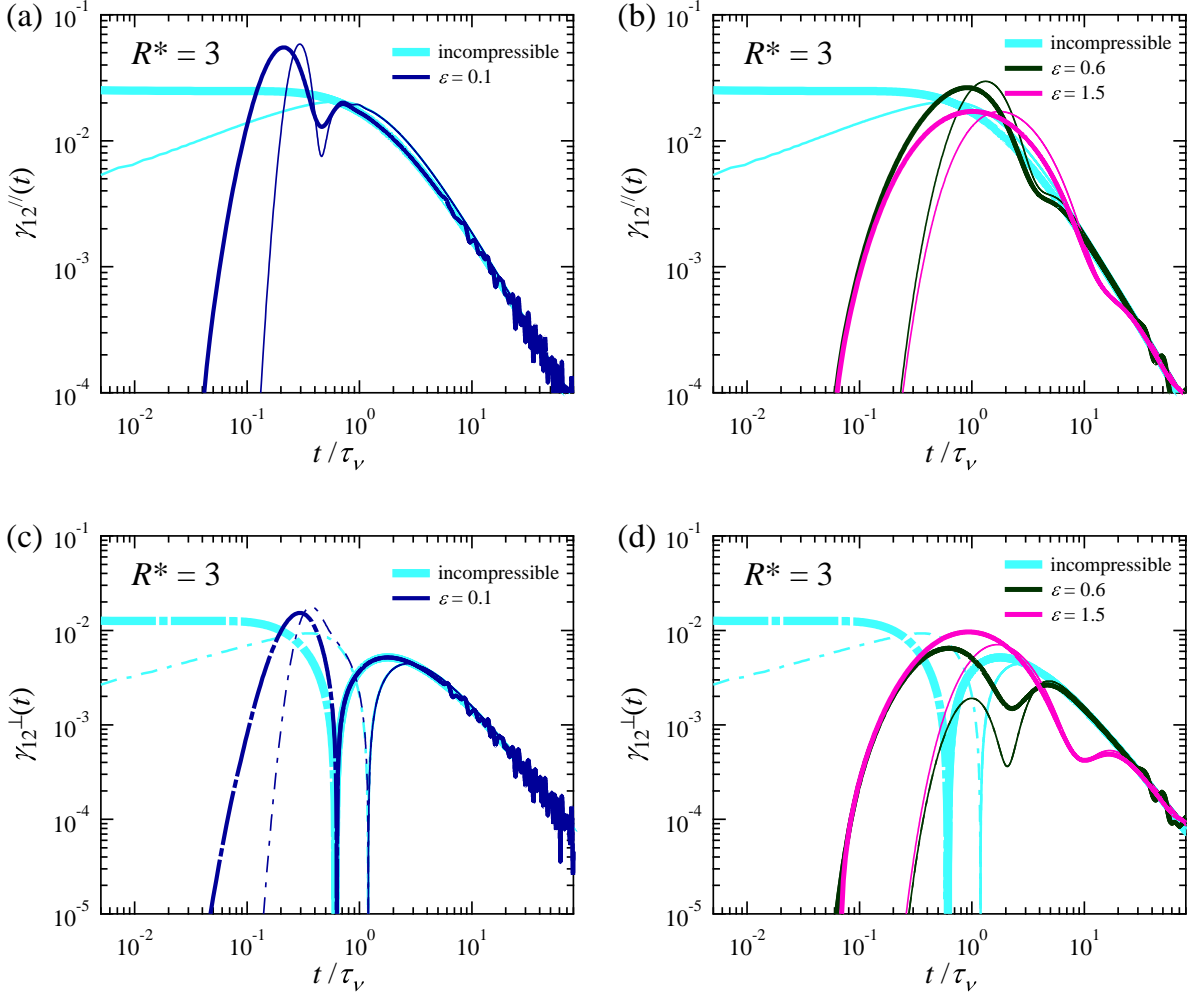 (a)
R* = 3
incompressible
ε = 0.1
γ12//(t)
10-1
10-2
10-3
10-4
10-2
10-1
100
101
t / τν
(b)
R* = 3
incompressible
ε = 0.6
ε = 1.5
γ12//(t)
10-1
10-2
10-3
10-4
10-2
10-1
100
101
t / τν
(c)
R* = 3
incompressible
ε = 0.1
γ12⊥(t)
10-1
10-2
10-3
10-4
10-5
10-2
10-1
100
101
t / τν
(d)
R* = 3
incompressible
ε = 0.6
ε = 1.5
γ12⊥(t)
10-1
10-2
10-3
10-4
10-5
10-2
10-1
100
101
t / τν